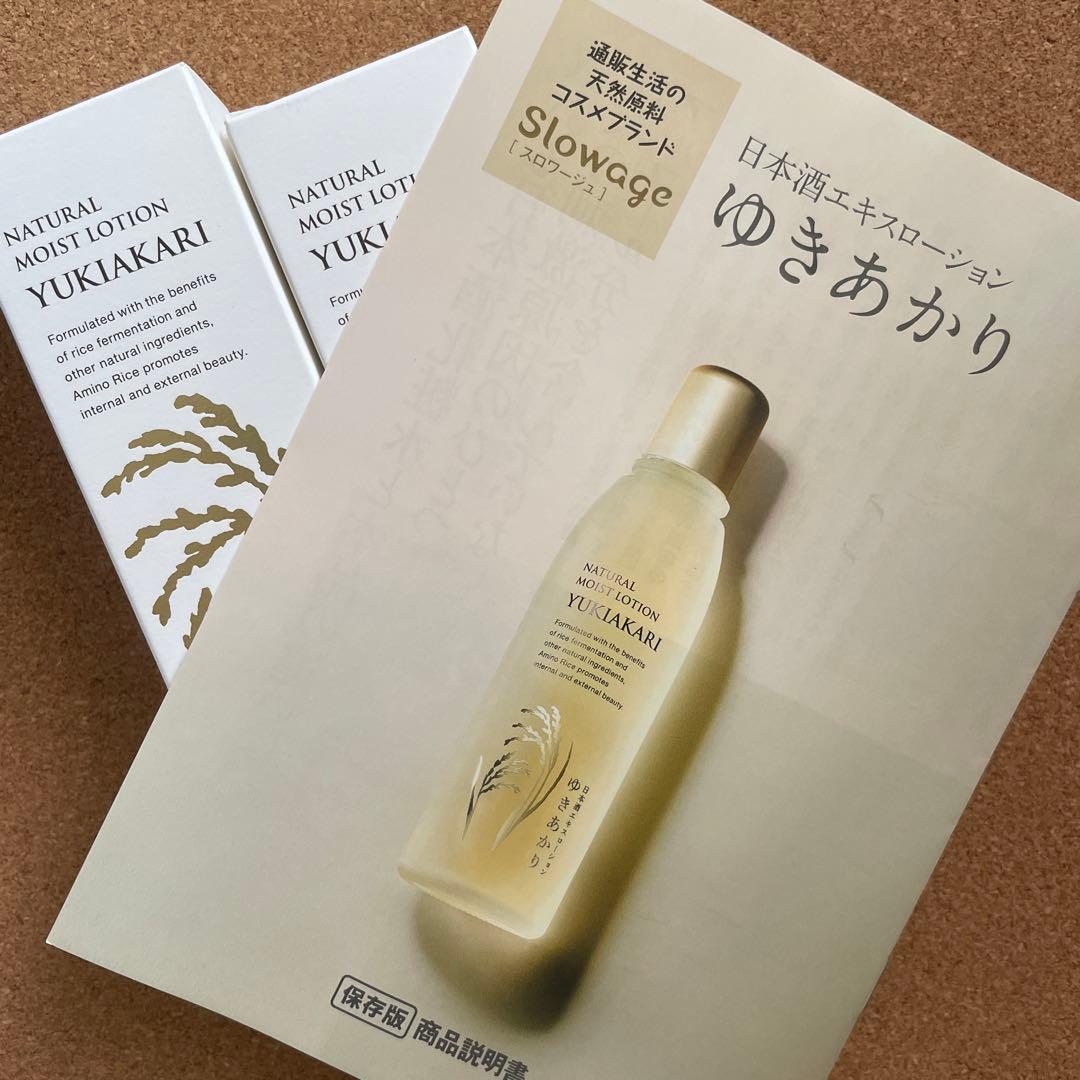 NATURAL
MOIST LOTION
YUKIAKARI
Formulated with the benefits
of rice fermentation and
other natural ingredients,
Amino Rice promotes
internal and external beauty.
NATURAL
MOIST LOTI
YUKI
Formu
of
通販生活の
天然原料
コスメブランド
Slowage
[スロワージュ]
日本酒エキスローション
ゆきあかり
NATURAL
MOIST LOTION
YUKIAKARI
Formulated with the benefits
of rice fermentation and
other natural ingredients,
Amino Rice promotes
internal and external beauty.
日本酒エキスローション
ゆきあかり
保存版 商品説明書